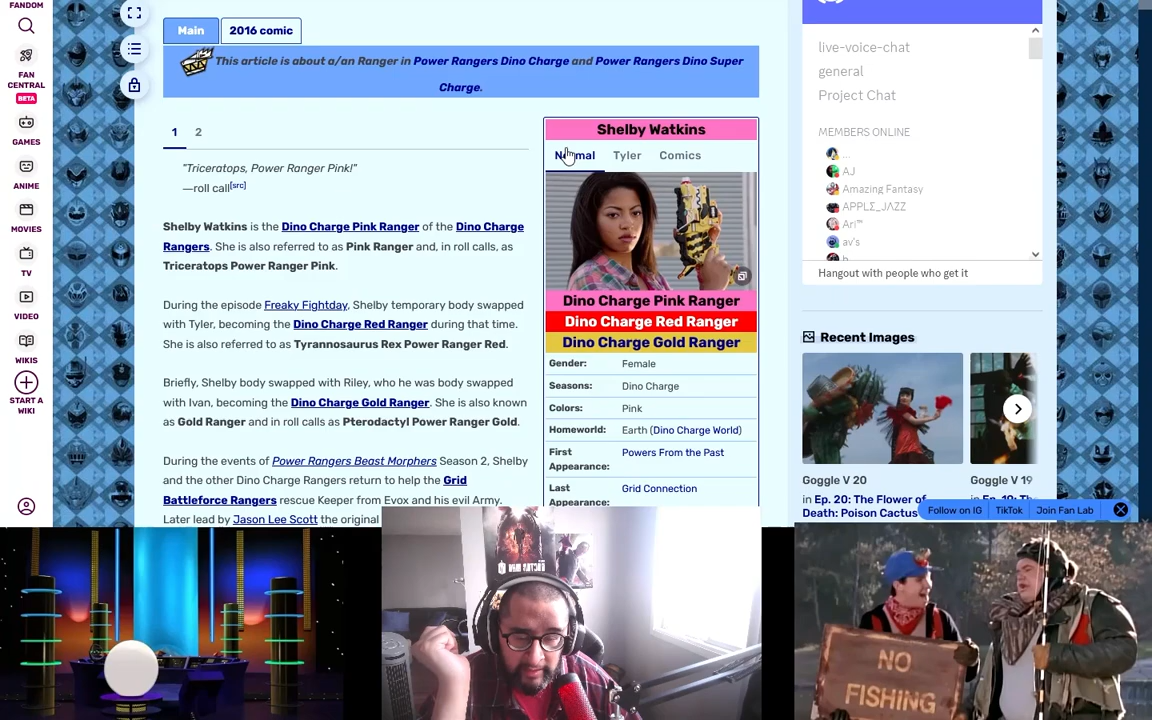 FANDOM
FAN
CENTRAL
BETA
GAMES
ANIME
MOVIES
TV
VIDEO
WIKIS
START A
WIKI
Main
2016 comic
This article is about a/an Ranger in Power Rangers Dino Charge and Power Rangers Dino Super
Charge.
1 2
"Triceratops, Power Ranger Pink!"
—roll call[src]
Shelby Watkins is the Dino Charge Pink Ranger of the Dino Charge
Rangers. She is also referred to as Pink Ranger and, in roll calls, as
Triceratops Power Ranger Pink.
During the episode Freaky Fightday, Shelby temporary body swapped
with Tyler, becoming the Dino Charge Red Ranger during that time.
She is also referred to as Tyrannosaurus Rex Power Ranger Red.
Briefly, Shelby body swapped with Riley, who he was body swapped
with Ivan, becoming the Dino Charge Gold Ranger. She is also known
as Gold Ranger and in roll calls as Pterodactyl Power Ranger Gold.
During the events of Power Rangers Beast Morphers Season 2, Shelby
and the other Dino Charge Rangers return to help the Grid
Battleforce Rangers rescue Keeper from Evox and his evil Army.
Later lead by Jason Lee Scott the original
Shelby Watkins
Normal Tyler Comics
Dino Charge Pink Ranger
Dino Charge Red Ranger
Dino Charge Gold Ranger
Gender: Female
Seasons: Dino Charge
Colors: Pink
Homeworld: Earth (Dino Charge World)
First
Appearance: Powers From the Past
Last
Appearance: Grid Connection
live-voice-chat
general
Project Chat
MEMBERS ONLINE
...
AJ
Amazing Fantasy
APPLΣ_JΛZZ
Ari™
av's
b
Hangout with people who get it
Recent Images
Goggle V 20
in Ep. 20: The Flower of
Death: Poison Cactus
Goggle V 19
Follow on IG TikTok Join Fan Lab
NO
FISHING